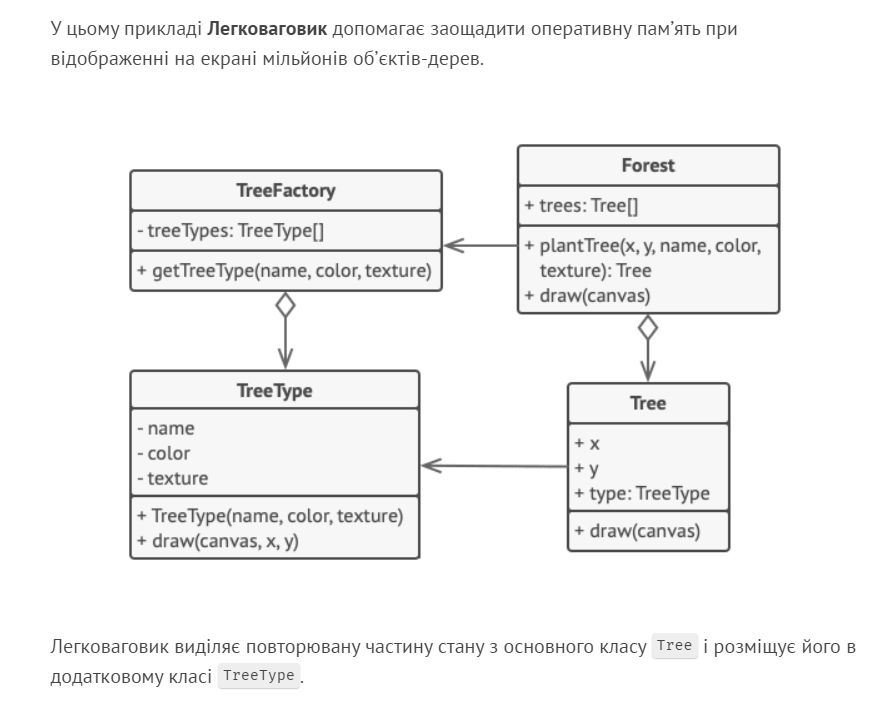 У цьому прикладі Легковаговик допомагає заощадити оперативну пам’ять при
відображенні на екрані мільйонів об’єктів-дерев.
TreeFactory
- treeTypes: TreeType[]
+ getTreeType(name, color, texture)
Forest
+ trees: Tree[]
+ plantTree(x, y, name, color,
texture): Tree
+ draw(canvas)
TreeType
- name
- color
- texture
+ TreeType(name, color, texture)
+ draw(canvas, x, y)
Tree
+ x
+ y
+ type: TreeType
+ draw(canvas)
Легковаговик виділяє повторювану частину стану з основного класу Tree і розміщує його в
додатковому класі TreeType.